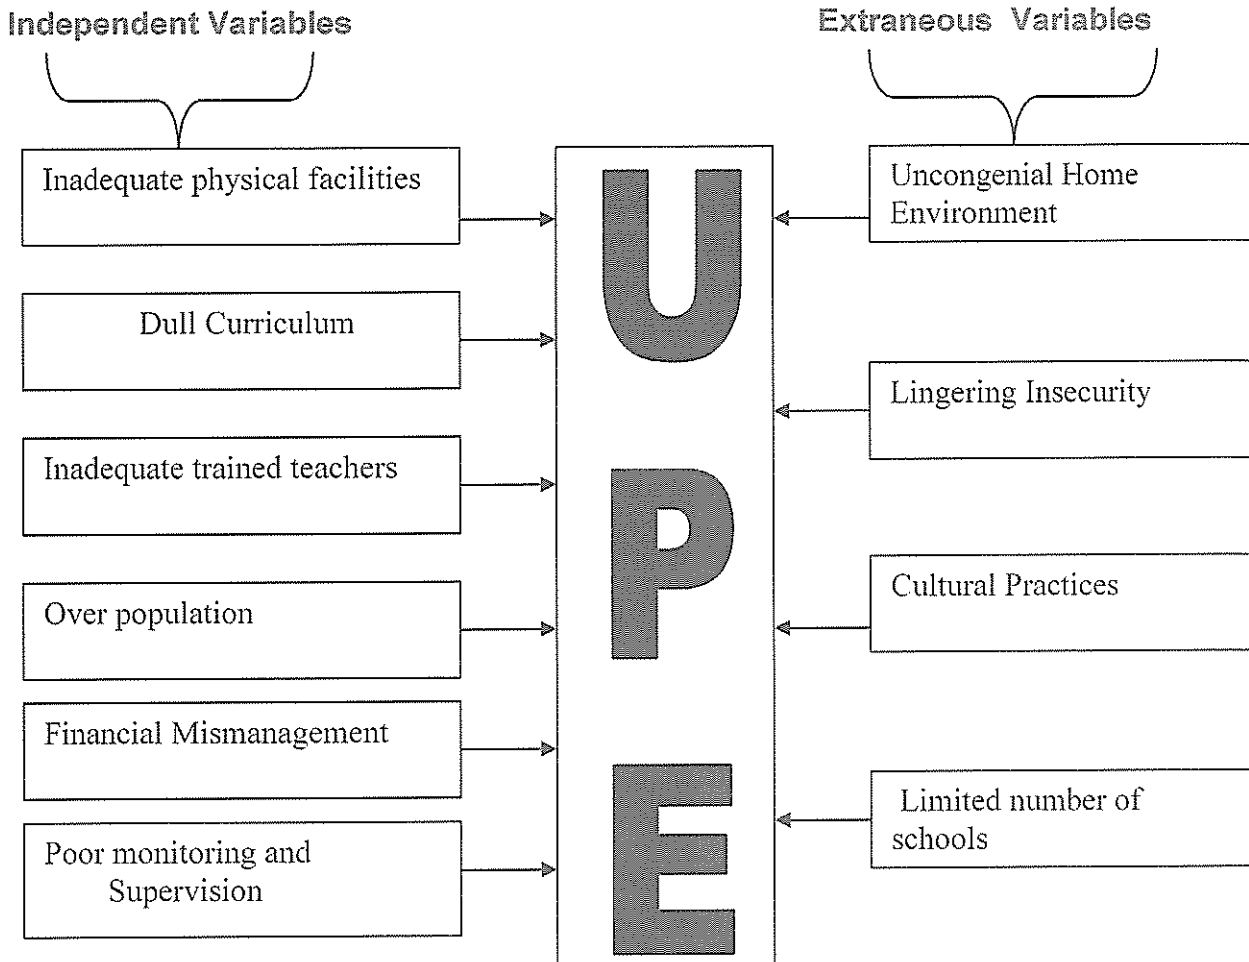 Independent Variables
Inadequate physical facilities
Dull Curriculum
Inadequate trained teachers
Over population
Financial Mismanagement
Poor monitoring and
Supervision
U
P
E
Extraneous Variables
Uncongenial Home
Environment
Lingering Insecurity
Cultural Practices
Limited number of
schools